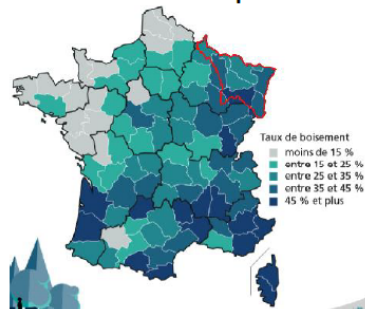 Taux de boisement
moins de 15 %
entre 15 et 25 %
entre 25 et 35 %
entre 35 et 45 %
45 % et plus